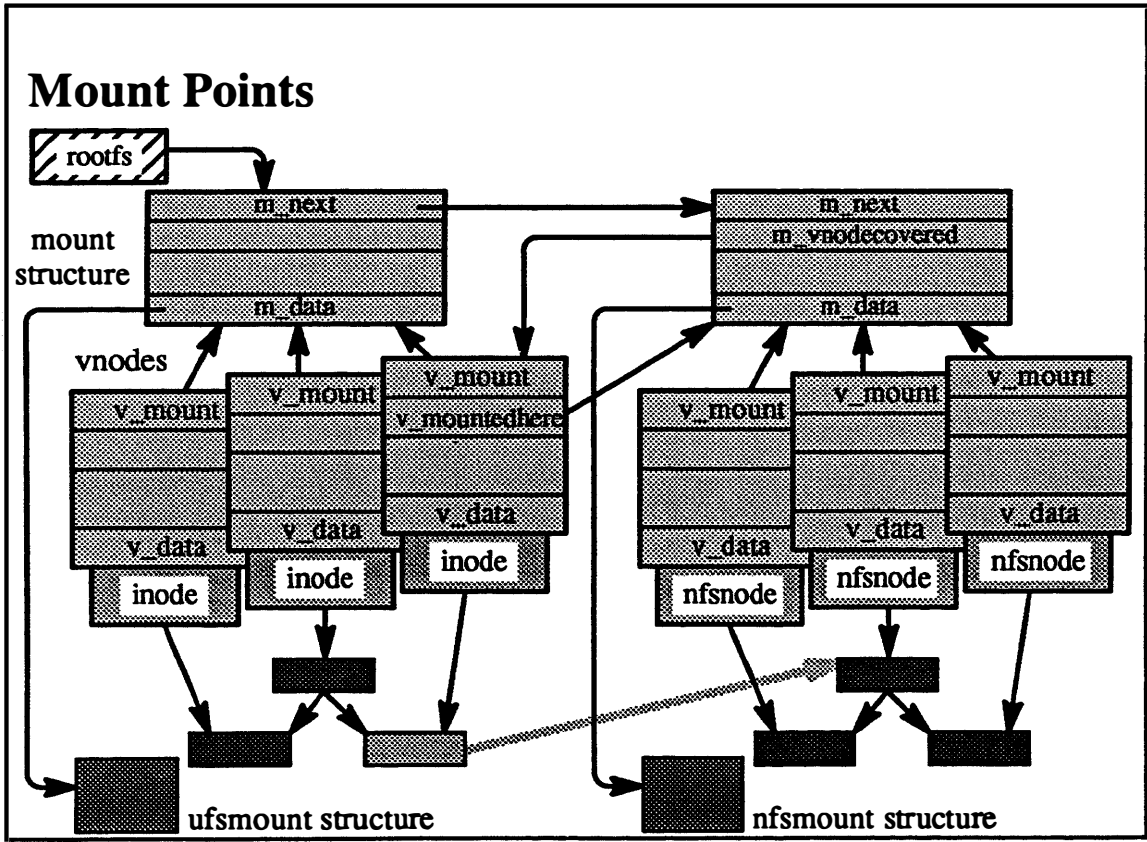 Mount Points
rootfs
m_next
m_next
mount
structure
m_vnodecovered
m_data
m_data
vnodes
v_mount
v_mount
v_mount
v_mountedhere
v_data
v_data
v_data
inode
inode
inode
v_mount
v_mount
v_mount
v_data
v_data
v_data
nfsnode
nfsnode
nfsnode
ufsmount structure
nfsmount structure